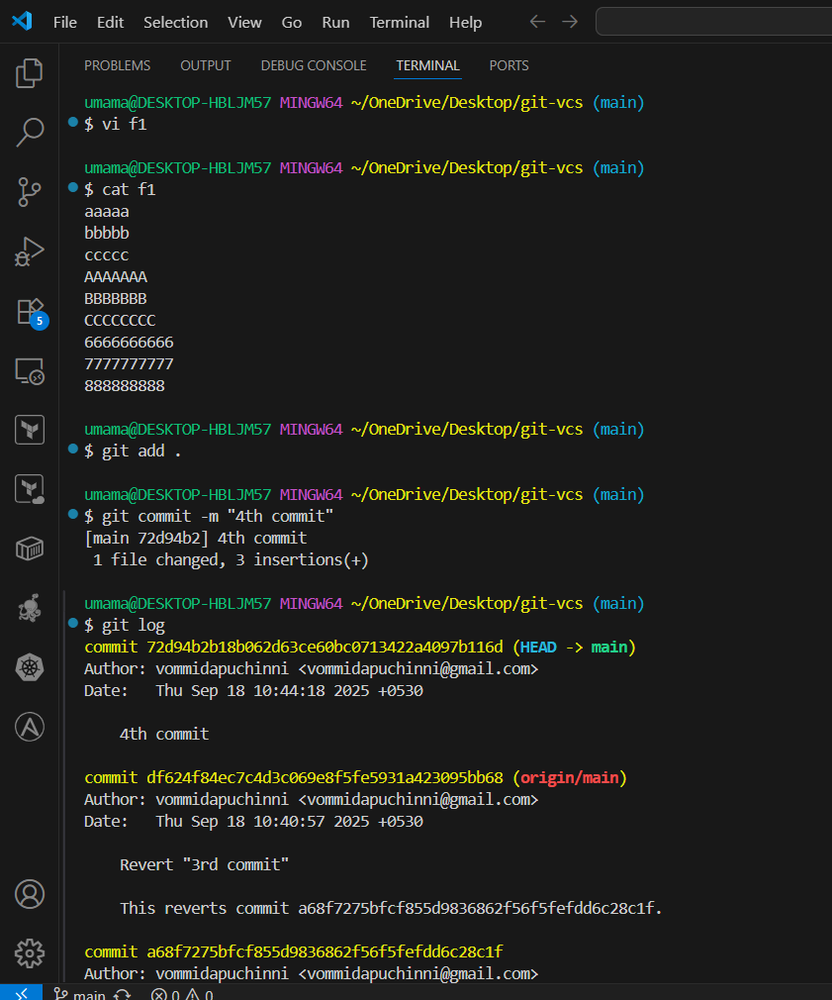 File Edit Selection View Go Run Terminal Help
PROBLEMS OUTPUT DEBUG CONSOLE TERMINAL PORTS
umama@DESKTOP-HBLJM57 MINGW64 ~/OneDrive/Desktop/git-vcs (main)
$ vi f1
umama@DESKTOP-HBLJM57 MINGW64 ~/OneDrive/Desktop/git-vcs (main)
$ cat f1
aaaaa
bbbbb
ccccc
AAAAAAA
BBBBBBB
CCCCCCCC
6666666666
7777777777
888888888
umama@DESKTOP-HBLJM57 MINGW64 ~/OneDrive/Desktop/git-vcs (main)
$ git add .
umama@DESKTOP-HBLJM57 MINGW64 ~/OneDrive/Desktop/git-vcs (main)
$ git commit -m "4th commit"
[main 72d94b2] 4th commit
1 file changed, 3 insertions(+)
umama@DESKTOP-HBLJM57 MINGW64 ~/OneDrive/Desktop/git-vcs (main)
$ git log
commit 72d94b2b18b062d63ce60bc0713422a4097b116d (HEAD -> main)
Author: vommidapuchinni <vommidapuchinni@gmail.com>
Date:   Thu Sep 18 10:44:18 2025 +0530
4th commit
commit df624f84ec7c4d3c069e8f5fe5931a423095bb68 (origin/main)
Author: vommidapuchinni <vommidapuchinni@gmail.com>
Date:   Thu Sep 18 10:40:57 2025 +0530
Revert "3rd commit"
This reverts commit a68f7275bfcf855d9836862f56f5fefdd6c28c1f.
commit a68f7275bfcf855d9836862f56f5fefdd6c28c1f
Author: vommidapuchinni <vommidapuchinni@gmail.com>
5
main 0 0